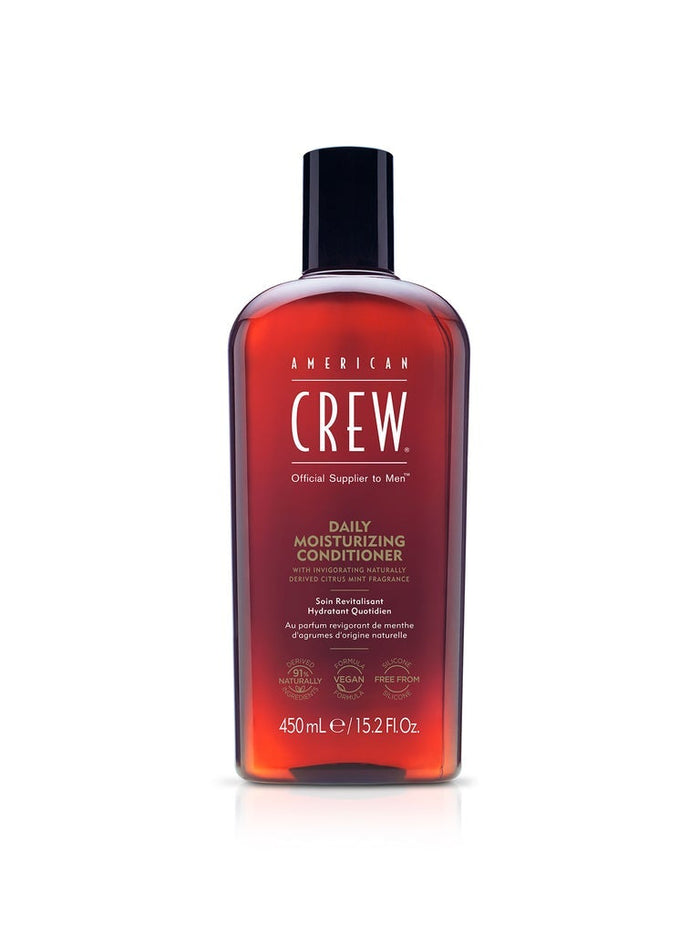 AMERICAN
CREW®
Official Supplier to Men™
DAILY
MOISTURIZING
CONDITIONER
WITH INVIGORATING NATURALLY
DERIVED CITRUS MINT FRAGRANCE
Soin Revitalisant
Hydratant Quotidien
Au parfum revigorant de menthe
d'agrumes d'origine naturelle
DERIVED
91%
NATURALLY
INGREDIENTS
FORMULA
VEGAN
FORMULA
SILICONE
FREE FROM
SILICONE
450 mL ℮/15.2 Fl.Oz.